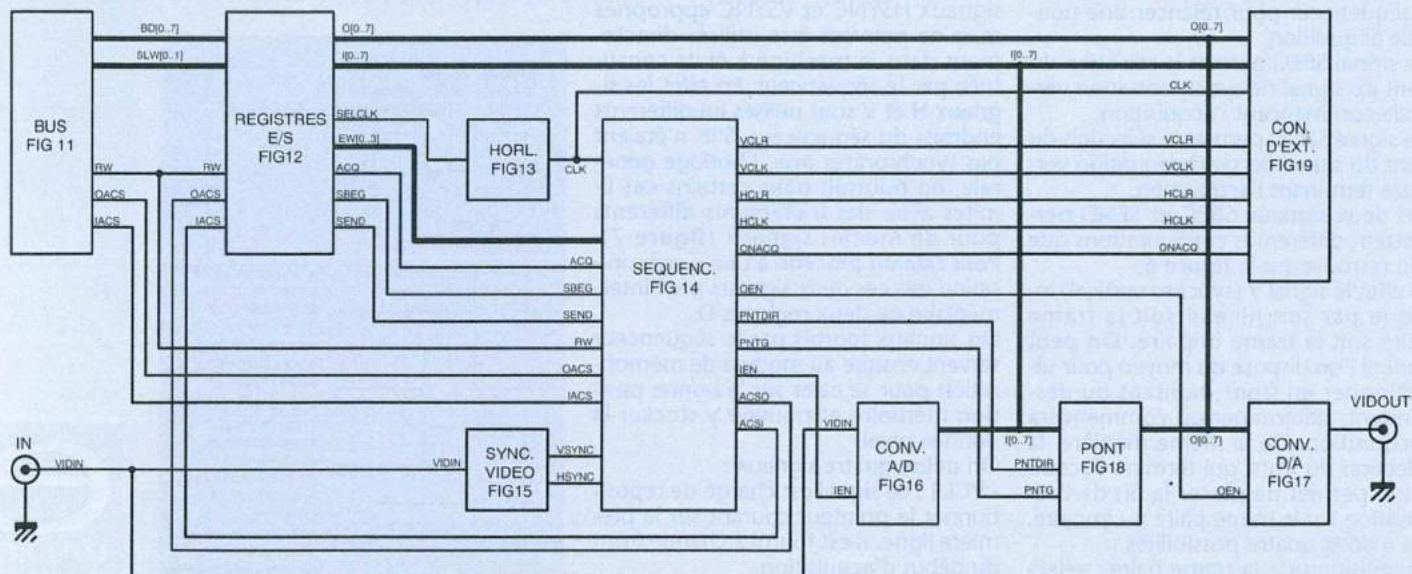 BD[0..7]
SLW[0..1]
BUS
FIG 11
RW
OACS
IACS
RW
OACS
IACS
REGISTRES
E/S
FIG12
O[0..7]
I[0..7]
SELCLK
EW[0..3]
ACQ
SBEG
SEND
HORL.
FIG13
CLK
ACQ
SBEG
SEND
RW
OACS
IACS
SEQUENC.
FIG 14
VCLR
VCLK
HCLR
HCLK
ONACQ
OEN
PNTDIR
PNTG
IEN
ACSO
ACSI
O[0..7]
I[0..7]
CLK
VCLR
VCLK
HCLR
HCLK
ONACQ
CON.
D'EXT.
FIG19
IN
VIDIN
VIDIN
SYNC.
VIDEO
FIG15
VSYNC
HSYNC
VIDIN
IEN
CONV.
A/D
FIG16
I[0..7]
O[0..7]
PNTDIR
PNTG
PONT
FIG18
OEN
CONV.
D/A
FIG17
VIDOUT